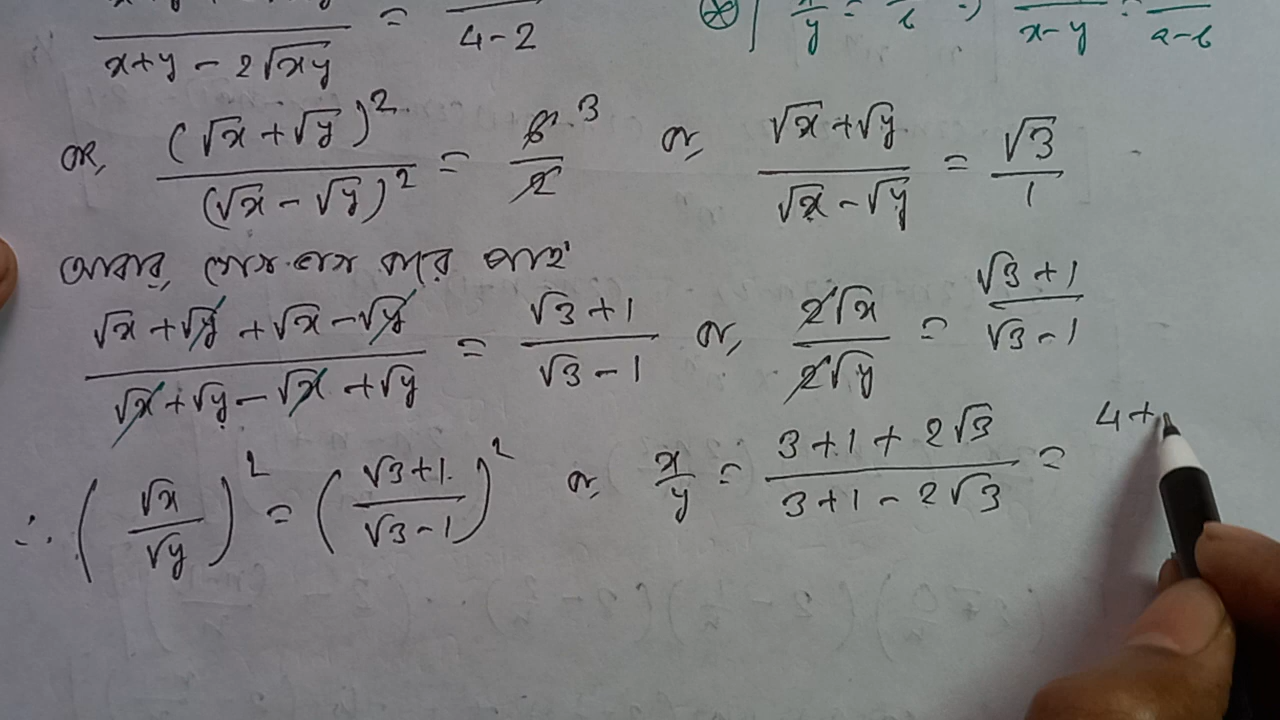 x+y - 2√xy = 4-2
x/y = x-y a-b
or, (√x + √y)² / (√x - √y)² = 6 3 / 2 or, √x + √y / √x - √y = √3 / 1
আবার, যোগ করে পাই
√x + √y + √x - √y / √x + √y - √x + √y = √3 + 1 / √3 - 1 or, 2√x / 2√y = √3 + 1 / √3 - 1
∴ (√x / √y)² = (√3+1 / √3-1)² or, x/y = 3+1+2√3 / 3+1-2√3 = 4+